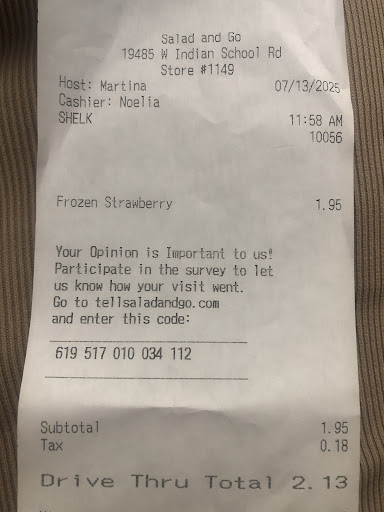 Salad and Go
19485 W Indian School Rd
Store #1149
Host: Martina 07/13/2025
Cashier: Noelia
SHELK 11:58 AM
10056
Frozen Strawberry 1.95
Your Opinion is Important to us!
Participate in the survey to let
us know how your visit went.
Go to tellsaladandgo.com
and enter this code:
619 517 010 034 112
Subtotal 1.95
Tax 0.18
Drive Thru Total 2.13